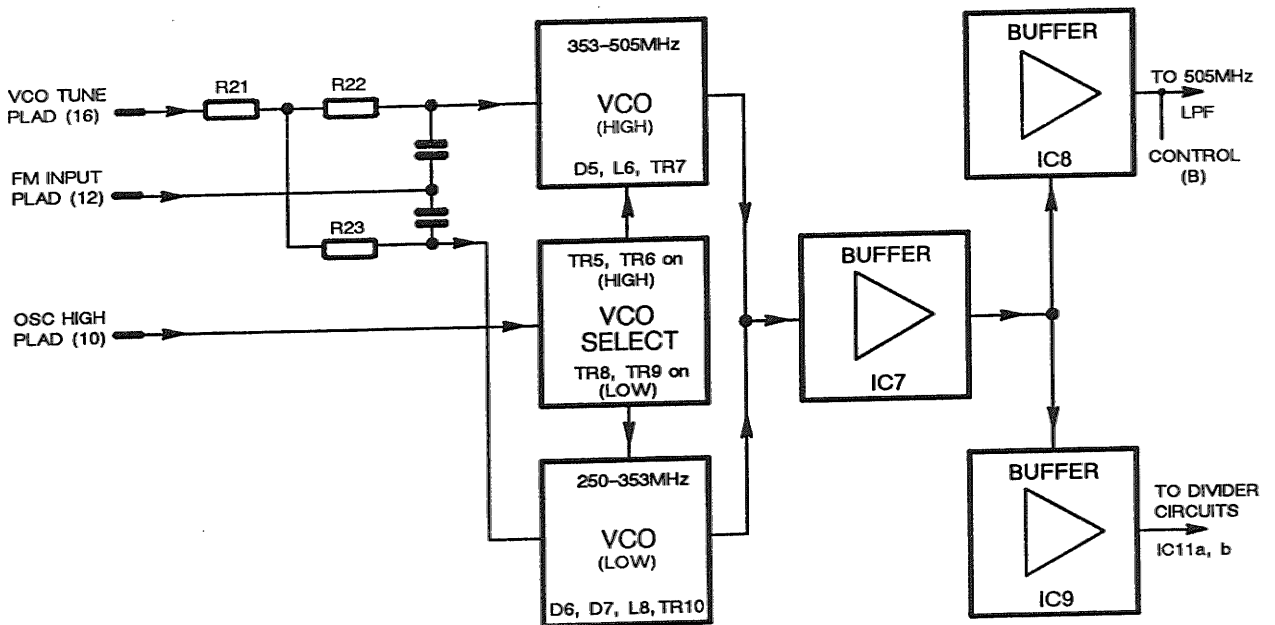 VCO TUNE
PLAD (16)
R21
R22
FM INPUT
PLAD (12)
R23
OSC HIGH
PLAD (10)
353–505MHz
VCO
(HIGH)
D5, L6, TR7
TR5, TR6 on
(HIGH)
VCO
SELECT
TR8, TR9 on
(LOW)
250–353MHz
VCO
(LOW)
D6, D7, L8, TR10
BUFFER
IC7
BUFFER
IC8
TO 505MHz
LPF
CONTROL
(B)
BUFFER
IC9
TO DIVIDER
CIRCUITS
IC11a, b